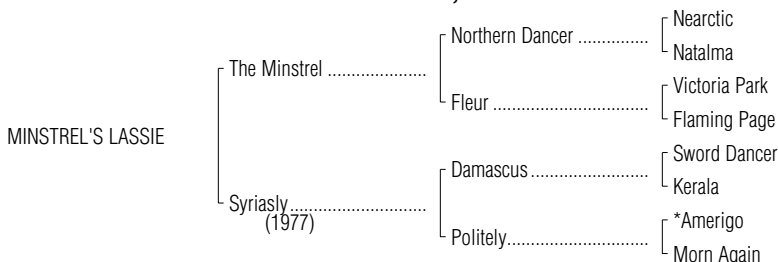 Nearctic
Northern Dancer ...............
Natalma
The Minstrel .....................
Victoria Park
Fleur .................................
Flaming Page
MINSTREL'S LASSIE
Sword Dancer
Damascus .........................
Kerala
Syriasly .............................
(1977)
*Amerigo
Politely ..............................
Morn Again